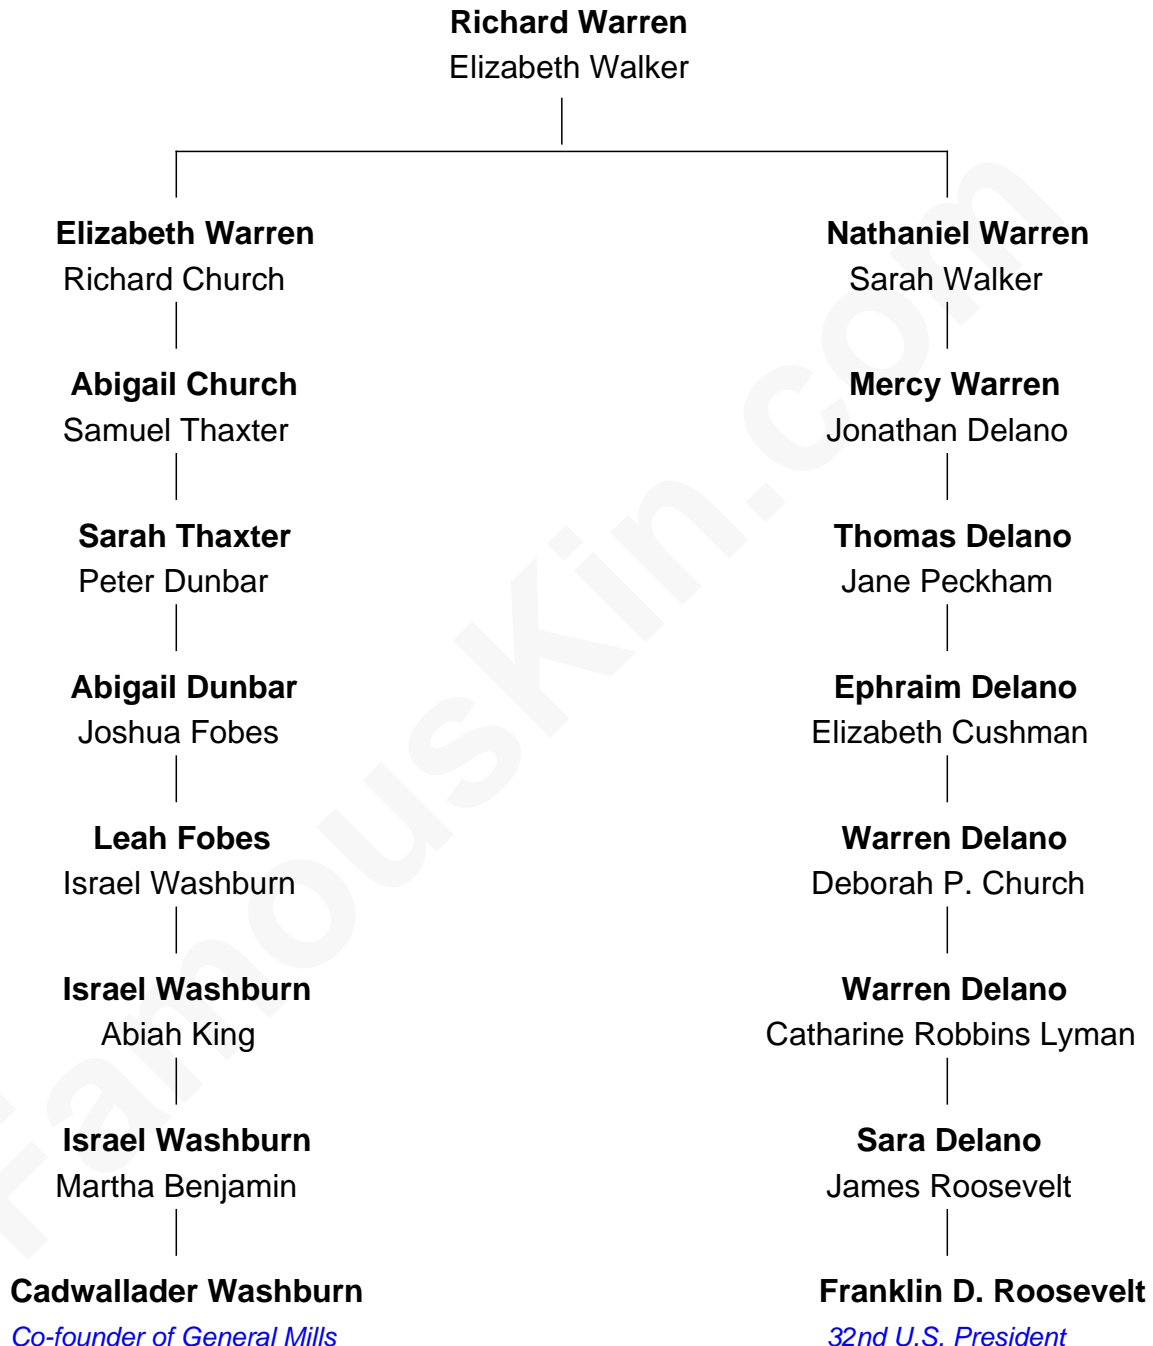 Richard Warren
Elizabeth Walker
Elizabeth Warren
Richard Church
Nathaniel Warren
Sarah Walker
Abigail Church
Samuel Thaxter
Mercy Warren
Jonathan Delano
Sarah Thaxter
Peter Dunbar
Thomas Delano
Jane Peckham
Abigail Dunbar
Joshua Fobes
Ephraim Delano
Elizabeth Cushman
Leah Fobes
Israel Washburn
Warren Delano
Deborah P. Church
Israel Washburn
Abiah King
Warren Delano
Catharine Robbins Lyman
Israel Washburn
Martha Benjamin
Sara Delano
James Roosevelt
Cadwallader Washburn
Co-founder of General Mills
Franklin D. Roosevelt
32nd U.S. President
FamousKin.com